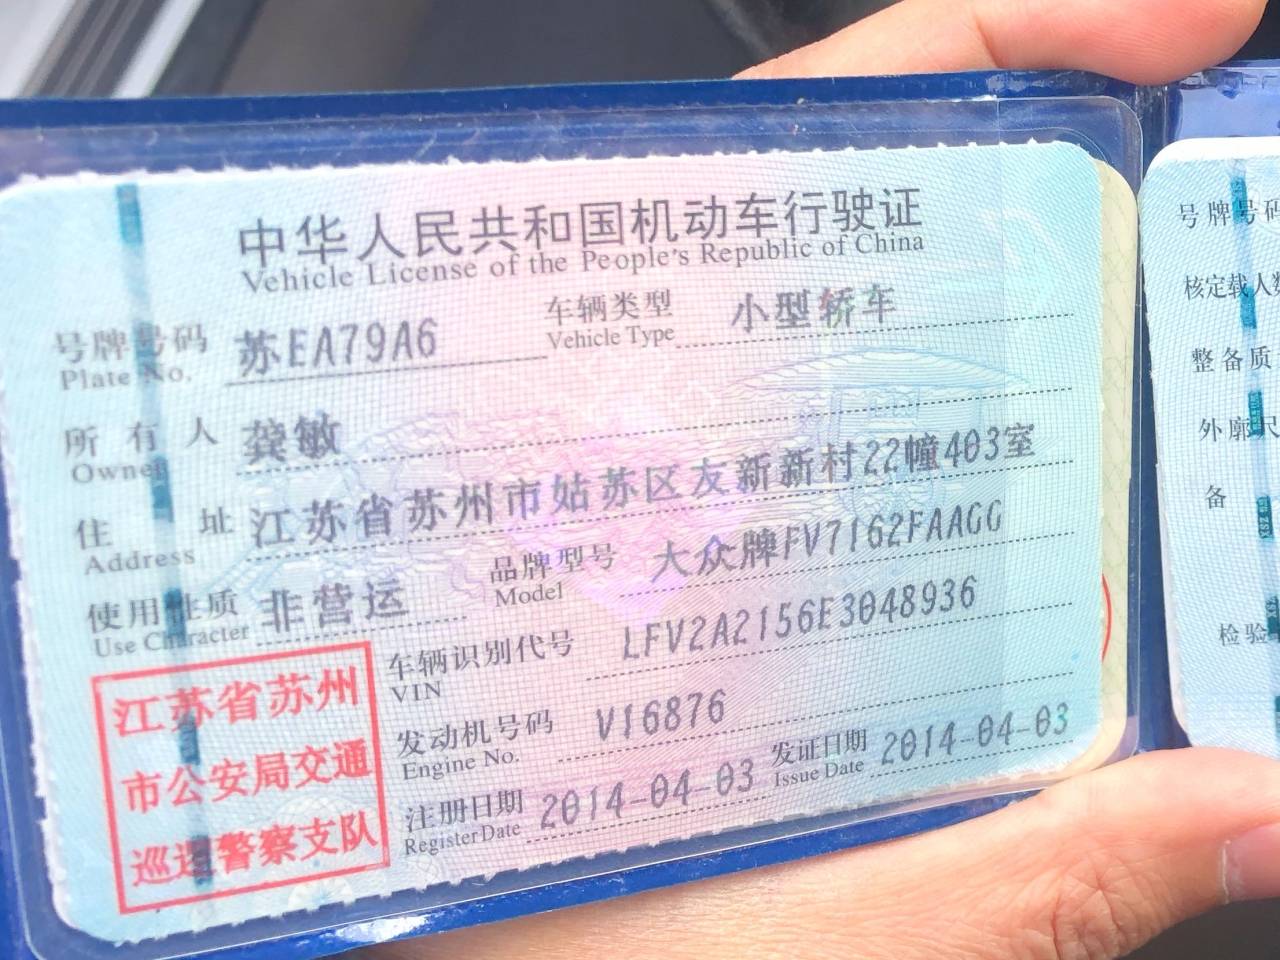 中华人民共和国机动车行驶证
Vehicle License of the People's Republic of China
号牌号码 苏EA79A6 车辆类型 小型轿车
Plate No. Vehicle Type
所有人 龚敏
Owner
住址 江苏省苏州市姑苏区友新新村22幢403室
Address
使用性质 非营运 品牌型号 大众牌FV7162FAAGG
Use Character Model
车辆识别代号 LFV2A2156E3048936
VIN
发动机号码 V16876
Engine No.
注册日期 2014-04-03 发证日期 2014-04-03
Register Date Issue Date
江苏省苏州
市公安局交通
巡逻警察支队
号牌号码
核定载人数
整备质
外廓尺
备
检验